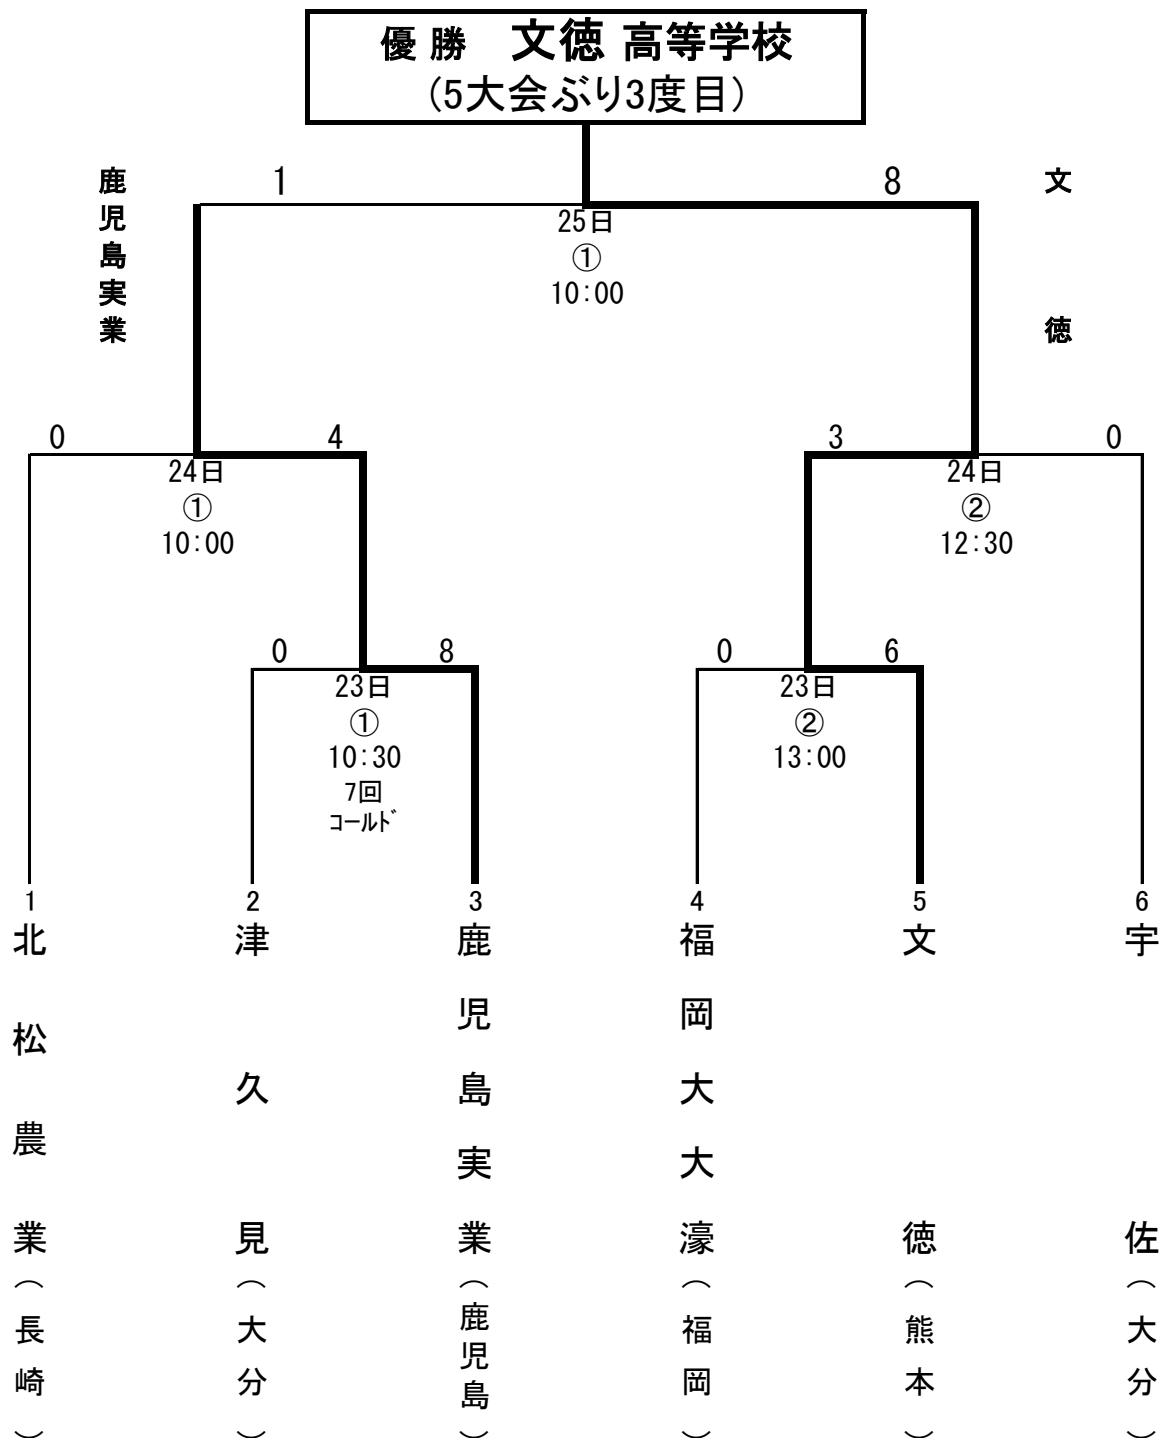 優勝 文徳 高等学校
(5大会ぶり3度目)
鹿児島実業
1
8
文徳
25日
①
10:00
0
4
24日
①
10:00
3
0
24日
②
12:30
0
8
23日
①
10:30
7回
ｺｰﾙﾄﾞ
0
6
23日
②
13:00
1
北松農業(長崎)
2
津久見(大分)
3
鹿児島実業(鹿児島)
4
福岡大大濠(福岡)
5
文徳(熊本)
6
宇佐(大分)